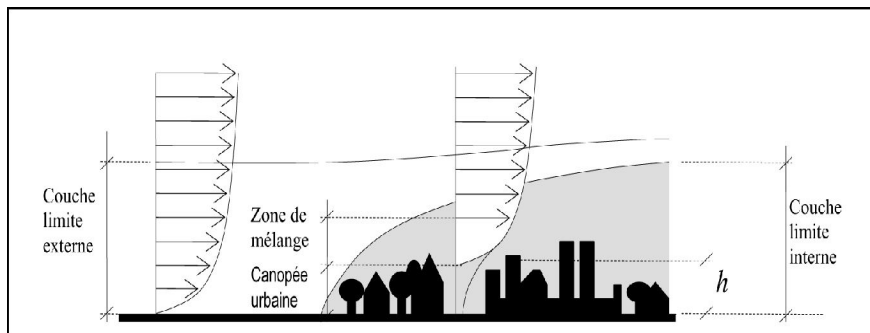 Couche
limite
externe
Zone de
mélange
Canopée
urbaine
h
Couche
limite
interne